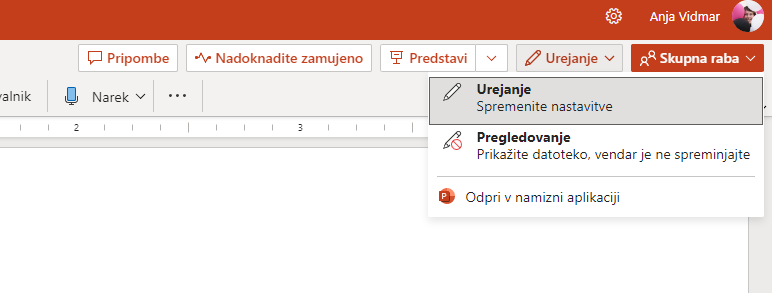 Anja Vidmar
Pripombe Nadoknadite zamujeno Predstavi Urejanje Skupna raba
Narek
2 3
Urejanje
Spremenite nastavitve
Pregledovanje
Prikažite datoteko, vendar je ne spreminjajte
Odpri v namizni aplikaciji